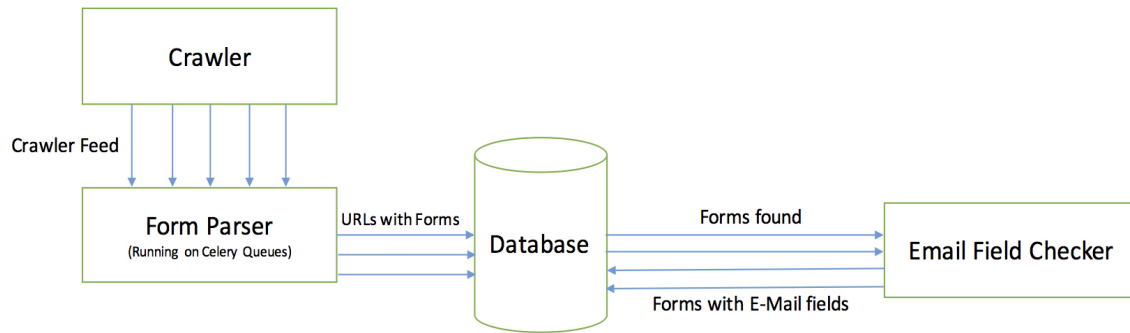 Crawler
Crawler Feed
Form Parser
(Running on Celery Queues)
URLs with Forms
Database
Forms found
Email Field Checker
Forms with E-Mail fields